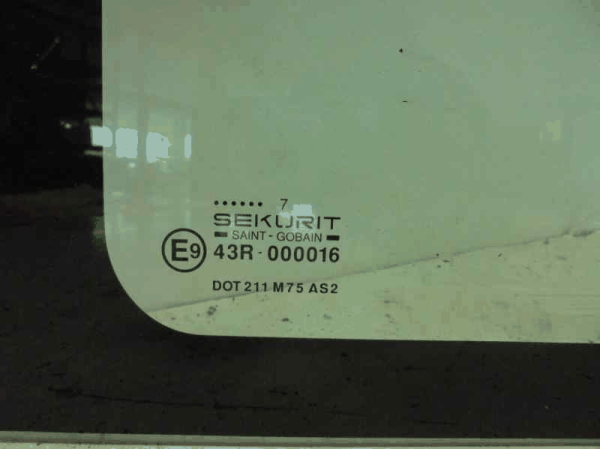 ...... 7
SEKURIT
SAINT-GOBAIN
E9 43R-000016
DOT 211 M75 AS2